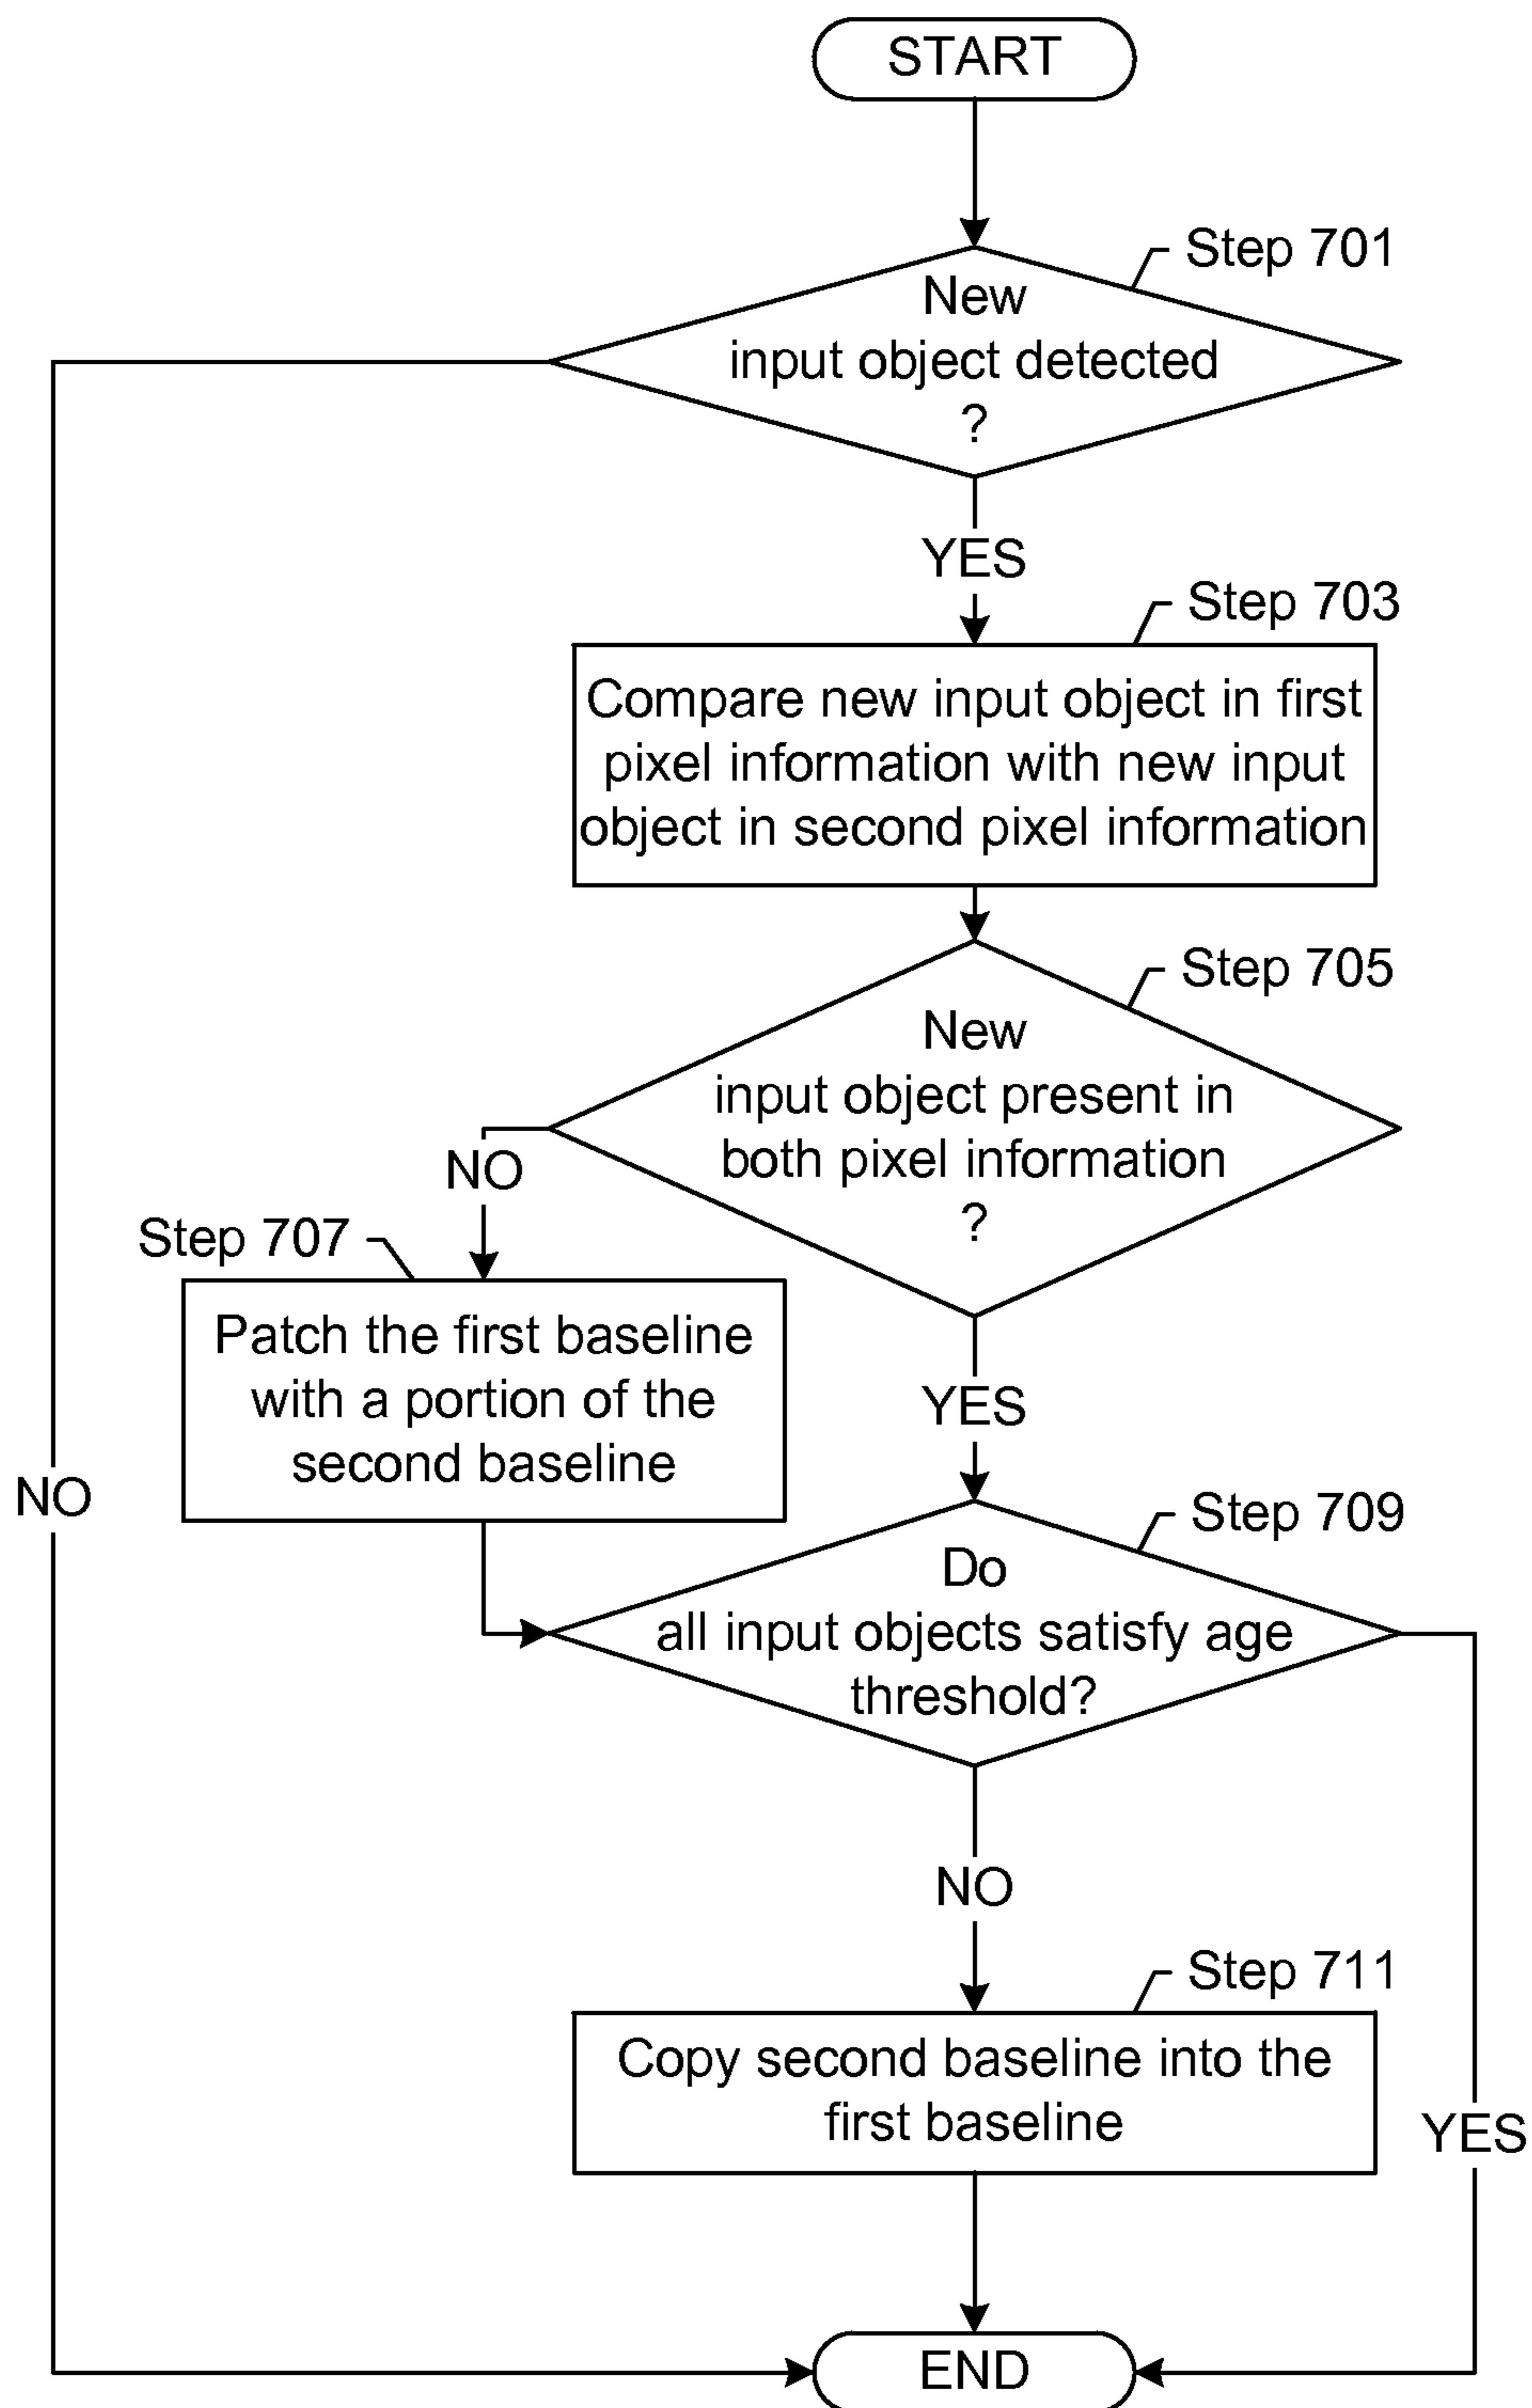 START
Step 701
New
input object detected
?
YES
Step 703
Compare new input object in first
pixel information with new input
object in second pixel information
Step 705
New
input object present in
both pixel information
?
NO
Step 707
Patch the first baseline
with a portion of the
second baseline
YES
NO
Step 709
Do
all input objects satisfy age
threshold?
NO
Step 711
Copy second baseline into the
first baseline
YES
END